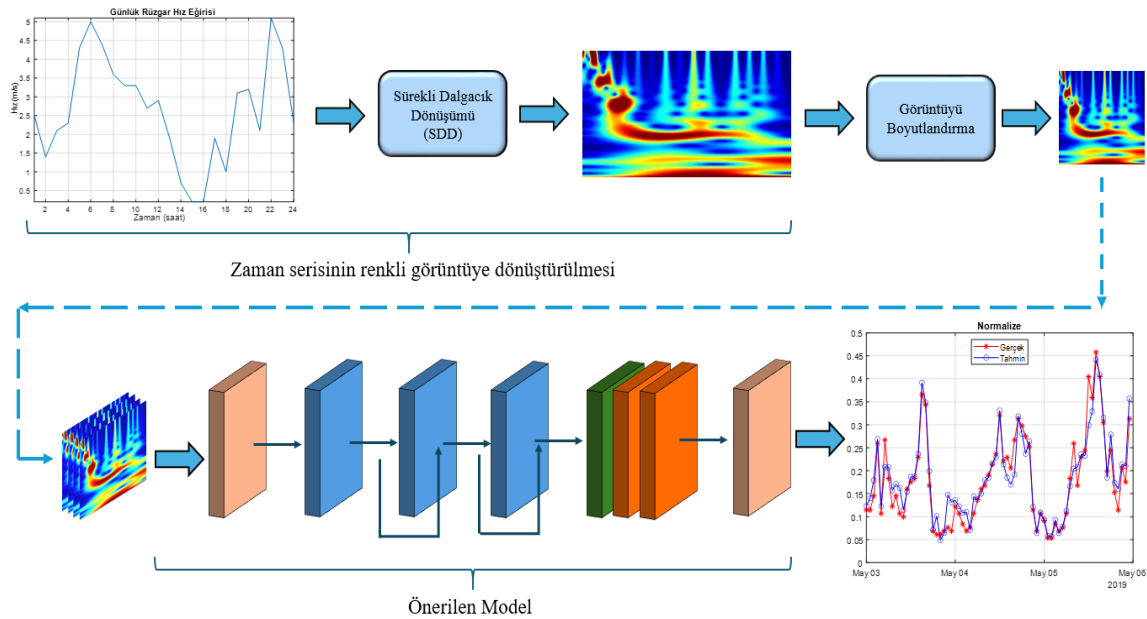 Günlük Rüzgar Hız Eğirisi
5
4.5
4
3.5
3
2.5
2
1.5
1
0.5
Hız (m/s)
2 4 6 8 10 12 14 16 18 20 22 24
Zaman (saat)
Sürekli Dalgacık
Dönüşümü
(SDD)
Görüntüyü
Boyutlandırma
Zaman serisinin renkli görüntüye dönüştürülmesi
Normalize
Gerçek
Tahmin
0.5
0.45
0.4
0.35
0.3
0.25
0.2
0.15
0.1
0.05
0
May 03 May 04 May 05 May 06
2019
Önerilen Model